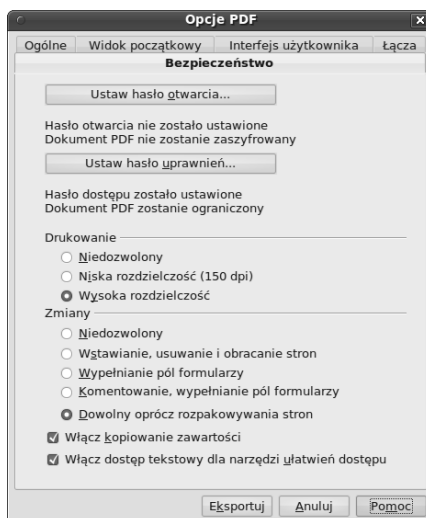 Opcje PDF
Ogólne Widok początkowy Interfejs użytkownika Łącza
Bezpieczeństwo
Ustaw hasło otwarcia...
Hasło otwarcia nie zostało ustawione
Dokument PDF nie zostanie zaszyfrowany
Ustaw hasło uprawnień...
Hasło dostępu zostało ustawione
Dokument PDF zostanie ograniczony
Drukowanie
Niedozwolony
Niska rozdzielczość (150 dpi)
Wysoka rozdzielczość
Zmiany
Niedozwolony
Wstawianie, usuwanie i obracanie stron
Wypełnianie pól formularzy
Komentowanie, wypełnianie pól formularzy
Dowolny oprócz rozpakowywania stron
Włącz kopiowanie zawartości
Włącz dostęp tekstowy dla narzędzi ułatwień dostępu
Eksportuj Anuluj Pomoc